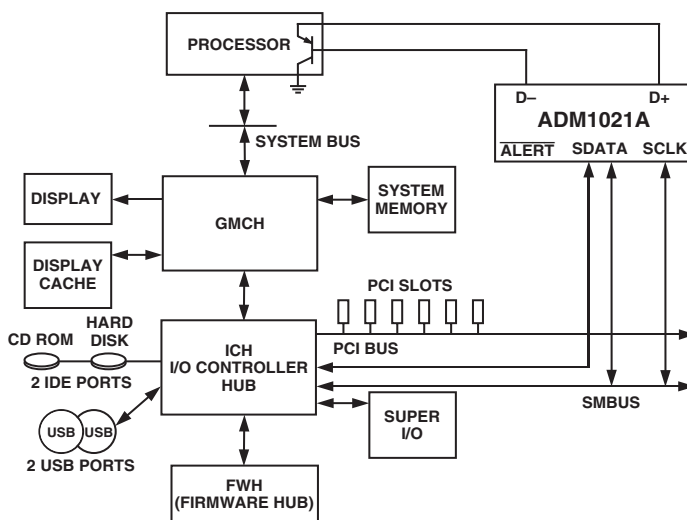 PROCESSOR
D–
D+
ADM1021A
ALERT
SDATA
SCLK
SYSTEM BUS
DISPLAY
GMCH
SYSTEM
MEMORY
DISPLAY
CACHE
PCI SLOTS
HARD
DISK
CD ROM
ICH
I/O CONTROLLER
HUB
PCI BUS
2 IDE PORTS
SMBUS
SUPER
I/O
USB
USB
2 USB PORTS
FWH
(FIRMWARE HUB)